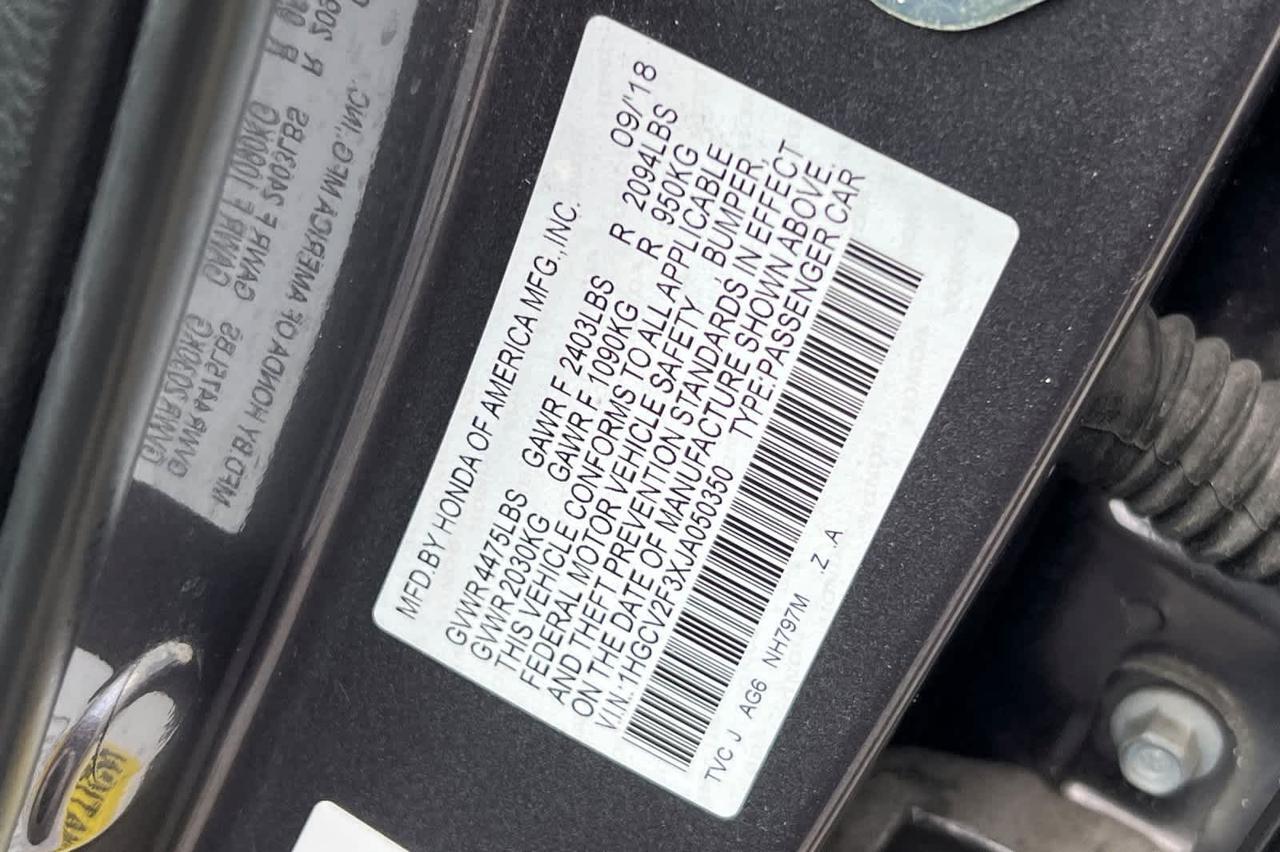 MFD.BY HONDA OF AMERICA MFG.,INC. 09/'18
GVWR4475LBS GAWR F 2403LBS R 2094LBS
GVWR2030KG GAWR F 1090KG R 950KG
THIS VEHICLE CONFORMS TO ALL APPLICABLE
FEDERAL MOTOR VEHICLE SAFETY, BUMPER,
AND THEFT PREVENTION STANDARDS IN EFFECT
ON THE DATE OF MANUFACTURE SHOWN ABOVE.
V.I.N.:1HGCV2F3XJA050350 TYPE:PASSENGER CAR
TVC J AG6 NH797M .Z .A